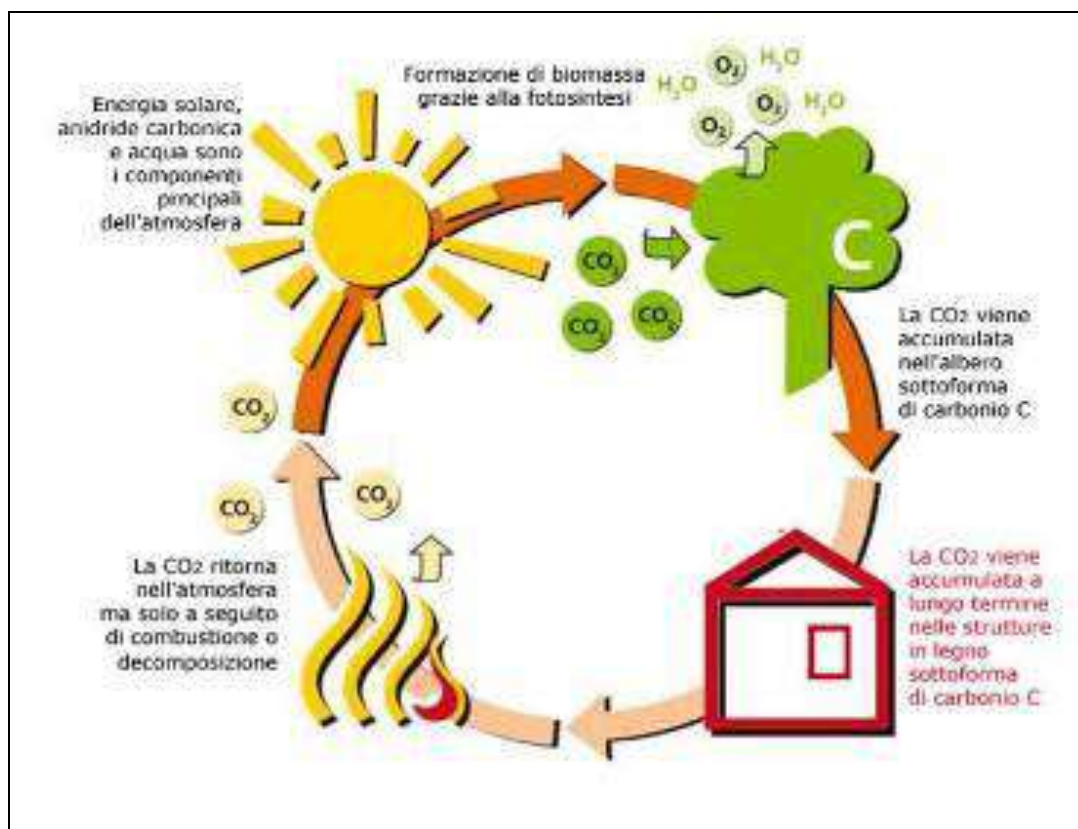 Energia solare,
anidride carbonica
e acqua sono
i componenti
principali
dell'atmosfera
Formazione di biomassa
grazie alla fotosintesi
H2O
O2
H2O
O2
H2O
O2
C
CO2
CO2
CO2
La CO2 viene
accumulata
nell'albero
sottoforma
di carbonio C
CO2
CO2
CO2
La CO2 ritorna
nell'atmosfera
ma solo a seguito
di combustione o
decomposizione
La CO2 viene
accumulata a
lungo termine
nelle strutture
in legno
sottoforma
di carbonio C